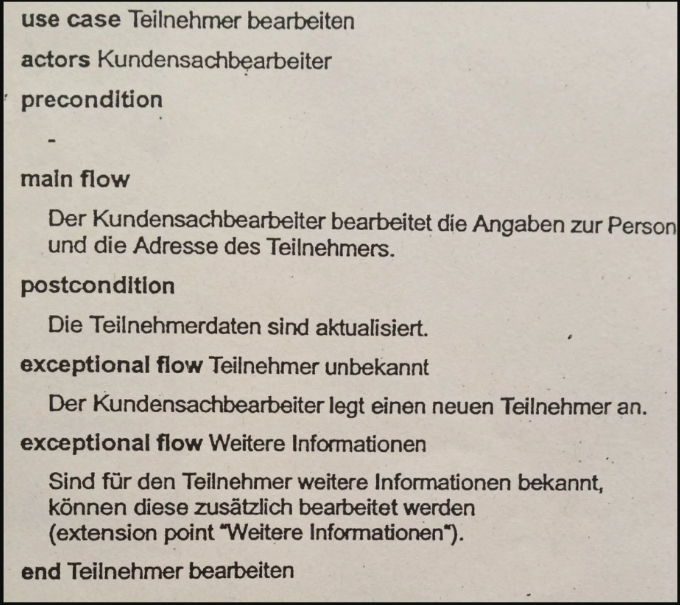 use case Teilnehmer bearbeiten
actors Kundensachbearbeiter
precondition
-
main flow
Der Kundensachbearbeiter bearbeitet die Angaben zur Person
und die Adresse des Teilnehmers.
postcondition
Die Teilnehmerdaten sind aktualisiert.
exceptional flow Teilnehmer unbekannt
Der Kundensachbearbeiter legt einen neuen Teilnehmer an.
exceptional flow Weitere Informationen
Sind für den Teilnehmer weitere Informationen bekannt,
können diese zusätzlich bearbeitet werden
(extension point "Weitere Informationen").
end Teilnehmer bearbeiten